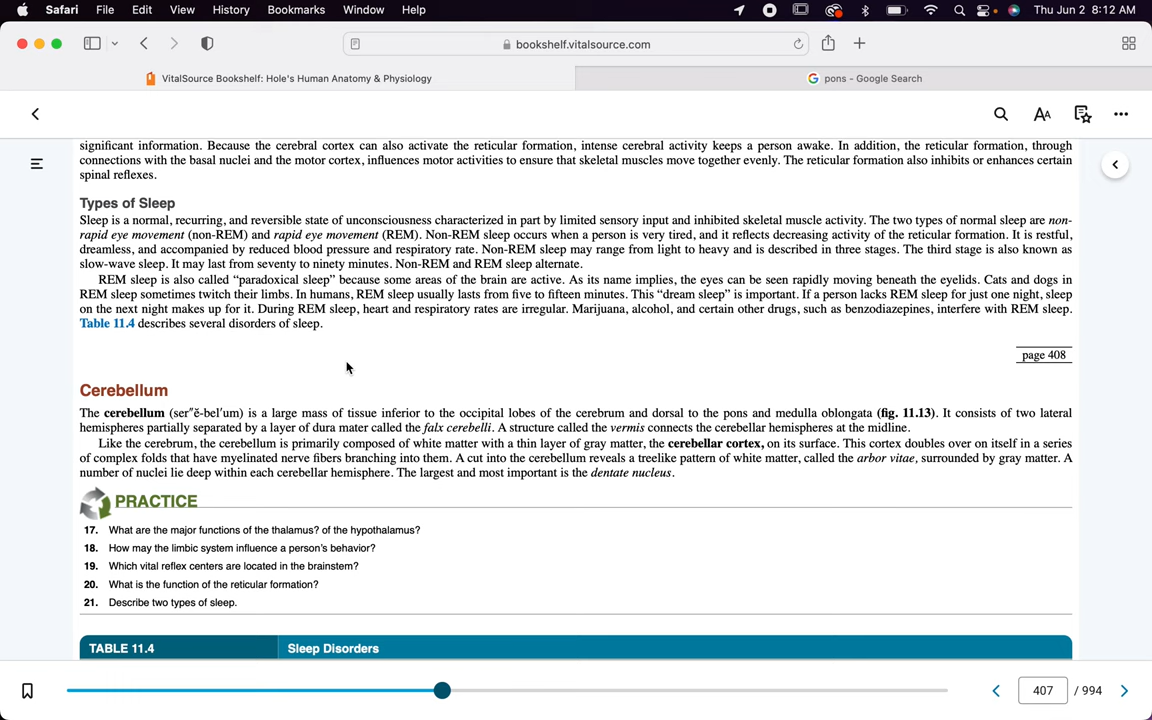 Safari File Edit View History Bookmarks Window Help Thu Jun 2 8:12 AM
bookshelf.vitalsource.com
VitalSource Bookshelf: Hole's Human Anatomy & Physiology
pons - Google Search
AA
significant information. Because the cerebral cortex can also activate the reticular formation, intense cerebral activity keeps a person awake. In addition, the reticular formation, through
connections with the basal nuclei and the motor cortex, influences motor activities to ensure that skeletal muscles move together evenly. The reticular formation also inhibits or enhances certain
spinal reflexes.
Types of Sleep
Sleep is a normal, recurring, and reversible state of unconsciousness characterized in part by limited sensory input and inhibited skeletal muscle activity. The two types of normal sleep are non-
rapid eye movement (non-REM) and rapid eye movement (REM). Non-REM sleep occurs when a person is very tired, and it reflects decreasing activity of the reticular formation. It is restful,
dreamless, and accompanied by reduced blood pressure and respiratory rate. Non-REM sleep may range from light to heavy and is described in three stages. The third stage is also known as
slow-wave sleep. It may last from seventy to ninety minutes. Non-REM and REM sleep alternate.
REM sleep is also called “paradoxical sleep” because some areas of the brain are active. As its name implies, the eyes can be seen rapidly moving beneath the eyelids. Cats and dogs in
REM sleep sometimes twitch their limbs. In humans, REM sleep usually lasts from five to fifteen minutes. This “dream sleep” is important. If a person lacks REM sleep for just one night, sleep
on the next night makes up for it. During REM sleep, heart and respiratory rates are irregular. Marijuana, alcohol, and certain other drugs, such as benzodiazepines, interfere with REM sleep.
Table 11.4 describes several disorders of sleep.
page 408
Cerebellum
The cerebellum (ser″ĕ-bel′um) is a large mass of tissue inferior to the occipital lobes of the cerebrum and dorsal to the pons and medulla oblongata (fig. 11.13). It consists of two lateral
hemispheres partially separated by a layer of dura mater called the falx cerebelli. A structure called the vermis connects the cerebellar hemispheres at the midline.
Like the cerebrum, the cerebellum is primarily composed of white matter with a thin layer of gray matter, the cerebellar cortex, on its surface. This cortex doubles over on itself in a series
of complex folds that have myelinated nerve fibers branching into them. A cut into the cerebellum reveals a treelike pattern of white matter, called the arbor vitae, surrounded by gray matter. A
number of nuclei lie deep within each cerebellar hemisphere. The largest and most important is the dentate nucleus.
PRACTICE
17. What are the major functions of the thalamus? of the hypothalamus?
18. How may the limbic system influence a person's behavior?
19. Which vital reflex centers are located in the brainstem?
20. What is the function of the reticular formation?
21. Describe two types of sleep.
TABLE 11.4 Sleep Disorders
407 / 994